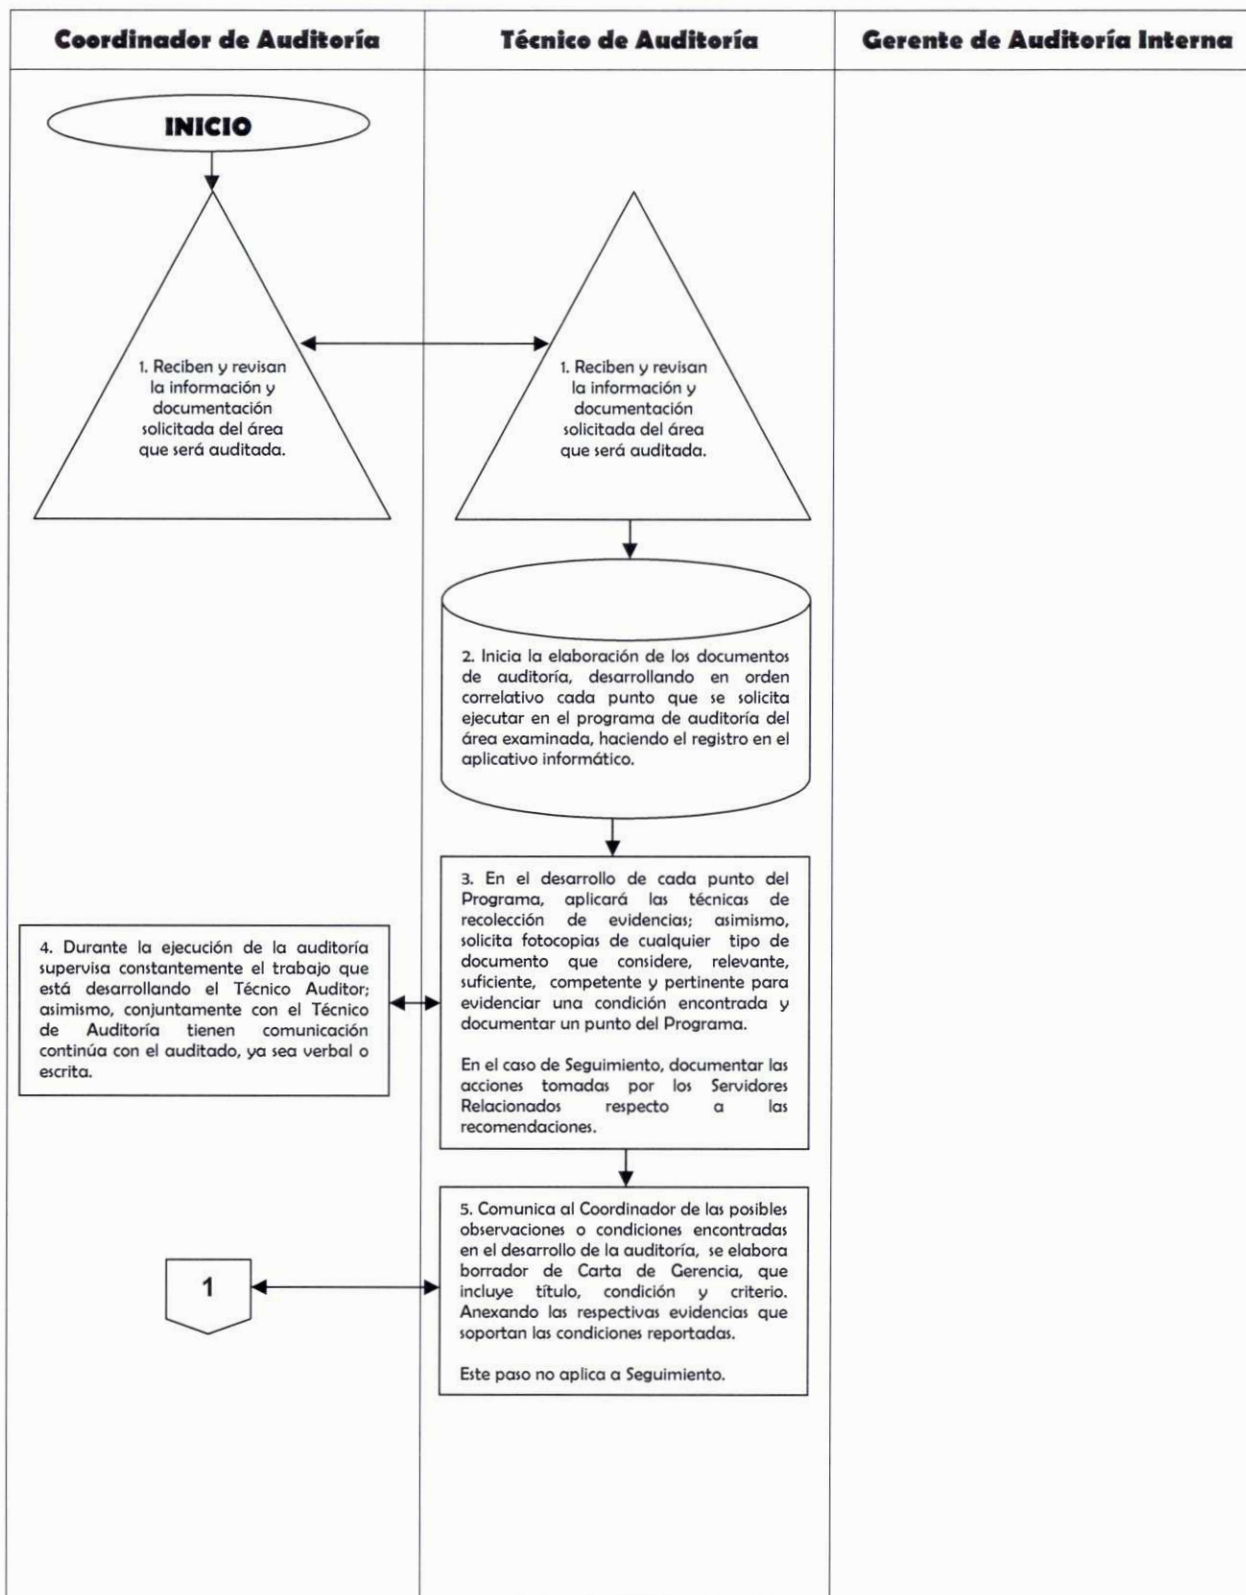 Coordinador de Auditoría
Técnico de Auditoría
Gerente de Auditoría Interna
INICIO
1. Reciben y revisan
la información y
documentación
solicitada del área
que será auditada.
1. Reciben y revisan
la información y
documentación
solicitada del área
que será auditada.
2. Inicia la elaboración de los documentos
de auditoría, desarrollando en orden
correlativo cada punto que se solicita
ejecutar en el programa de auditoría del
área examinada, haciendo el registro en el
aplicativo informático.
3. En el desarrollo de cada punto del
Programa, aplicará las técnicas de
recolección de evidencias; asimismo,
solicita fotocopias de cualquier tipo de
documento que considere, relevante,
suficiente, competente y pertinente para
evidenciar una condición encontrada y
documentar un punto del Programa.
En el caso de Seguimiento, documentar las
acciones tomadas por los Servidores
Relacionados respecto a las
recomendaciones.
4. Durante la ejecución de la auditoría
supervisa constantemente el trabajo que
está desarrollando el Técnico Auditor;
asimismo, conjuntamente con el Técnico
de Auditoría tienen comunicación
continúa con el auditado, ya sea verbal o
escrita.
5. Comunica al Coordinador de las posibles
observaciones o condiciones encontradas
en el desarrollo de la auditoría, se elabora
borrador de Carta de Gerencia, que
incluye título, condición y criterio.
Anexando las respectivas evidencias que
soportan las condiciones reportadas.
Este paso no aplica a Seguimiento.
1